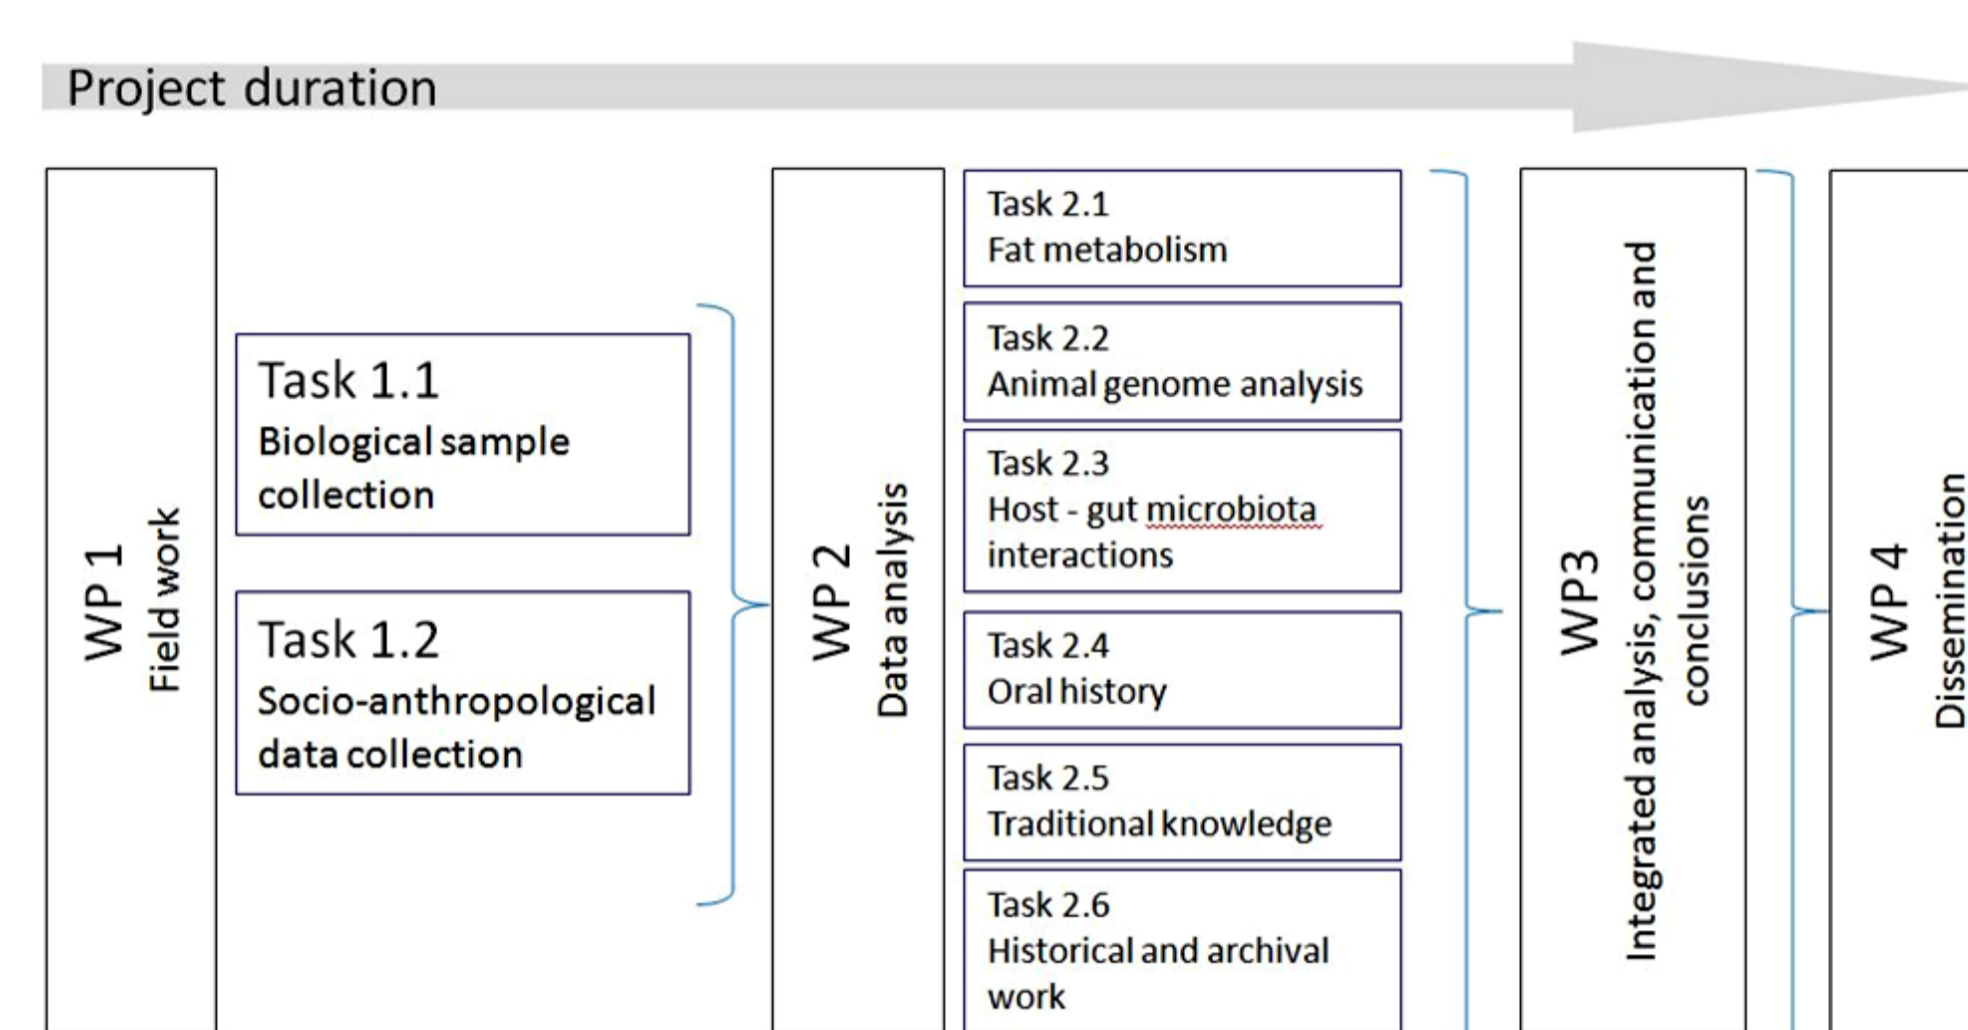 Project duration
WP 1
Field work
Task 1.1
Biological sample
collection
Task 1.2
Socio-anthropological
data collection
WP 2
Data analysis
Task 2.1
Fat metabolism
Task 2.2
Animal genome analysis
Task 2.3
Host - gut microbiota
interactions
Task 2.4
Oral history
Task 2.5
Traditional knowledge
Task 2.6
Historical and archival
work
WP3
Integrated analysis, communication and
conclusions
WP 4
Dissemination